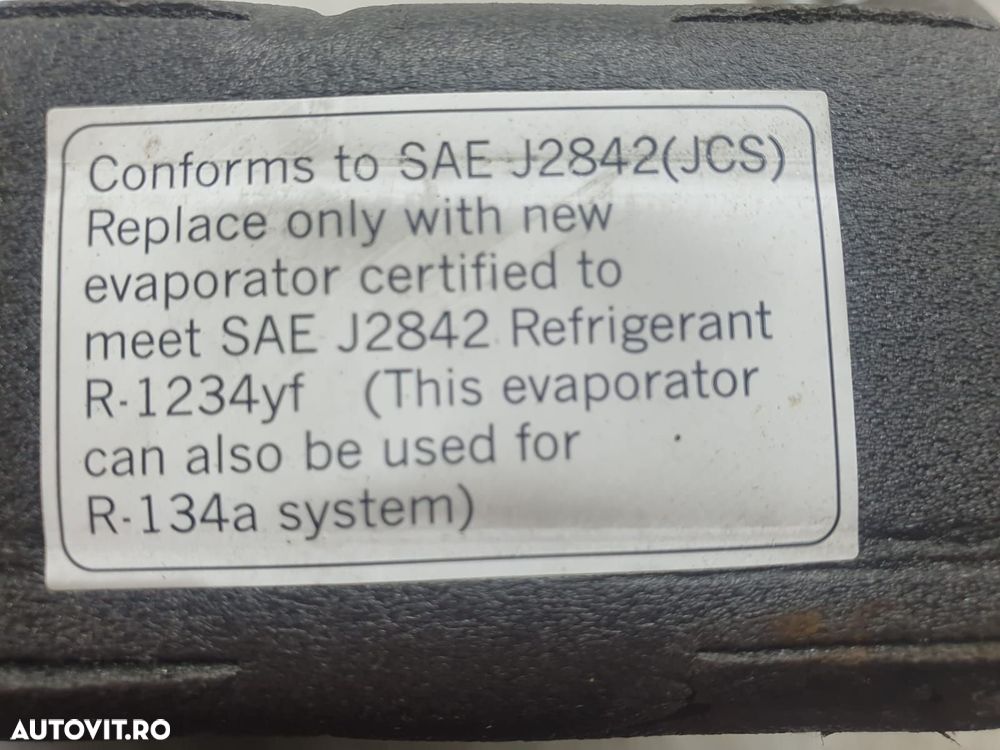 Conforms to SAE J2842(JCS)
Replace only with new
evaporator certified to
meet SAE J2842 Refrigerant
R-1234yf (This evaporator
can also be used for
R-134a system)
AUTOVIT.RO